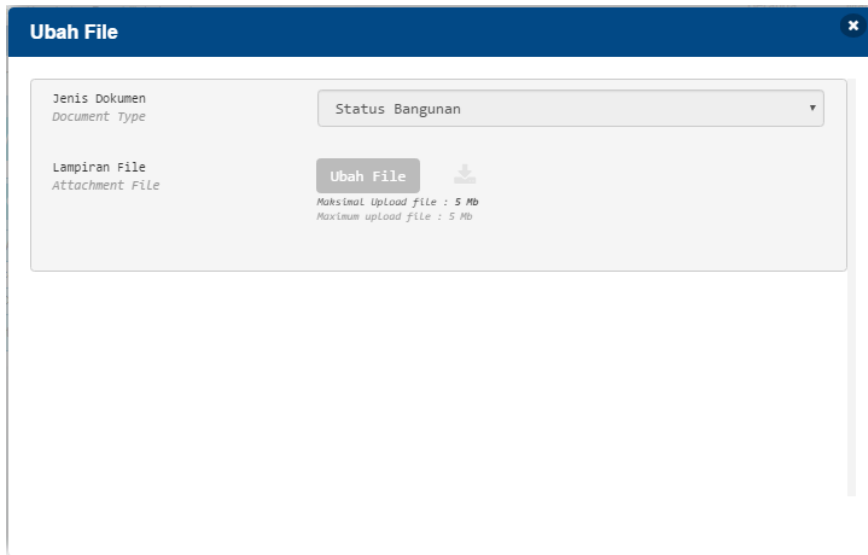 Ubah File
Jenis Dokumen
Document Type
Status Bangunan
Lampiran File
Attachment File
Ubah File
Maksimal Upload file : 5 Mb
Maximum upload file : 5 Mb